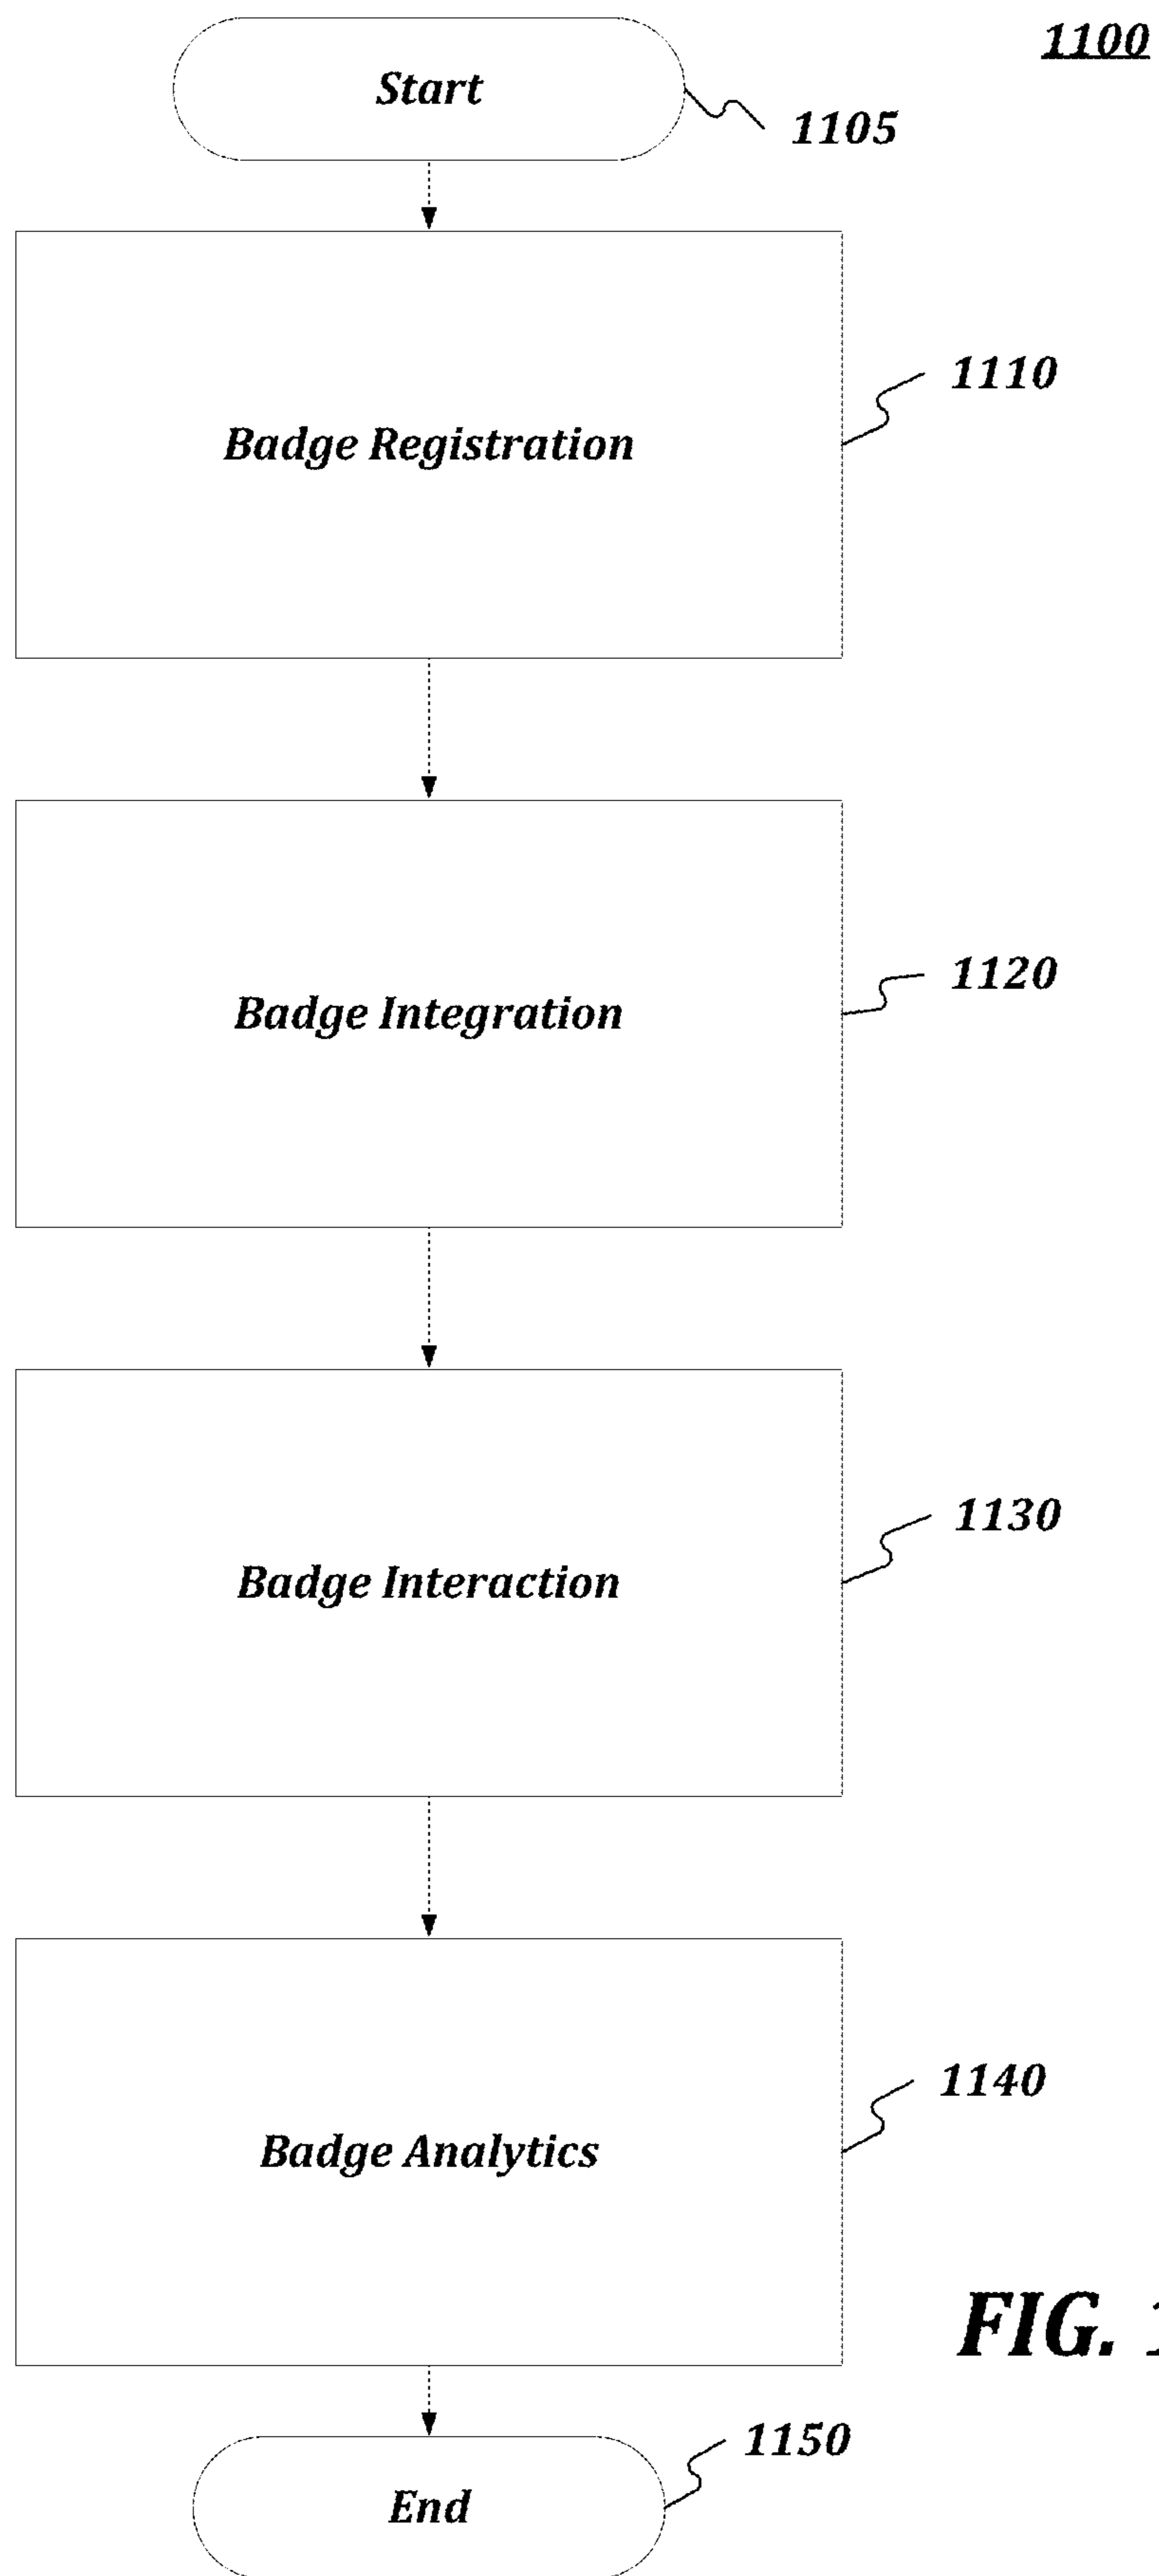 1100
Start
1105
Badge Registration
1110
Badge Integration
1120
Badge Interaction
1130
Badge Analytics
1140
FIG.
End
1150